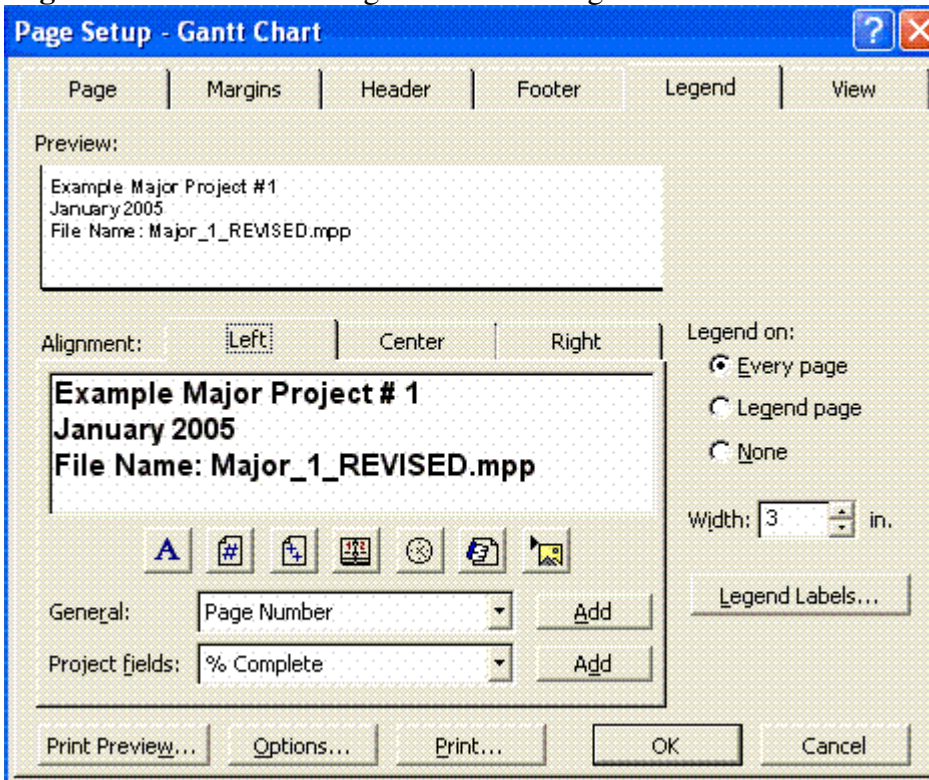 Page Setup - Gantt Chart
Page Margins Header Footer Legend View
Preview:
Example Major Project #1
January 2005
File Name: Major_1_REVISED.mpp
Alignment: Left Center Right
Legend on:
Every page
Legend page
None
Example Major Project # 1
January 2005
File Name: Major_1_REVISED.mpp
Width: 3 in.
A
Legend Labels...
General: Page Number Add
Project fields: % Complete Add
Print Preview... Options... Print... OK Cancel